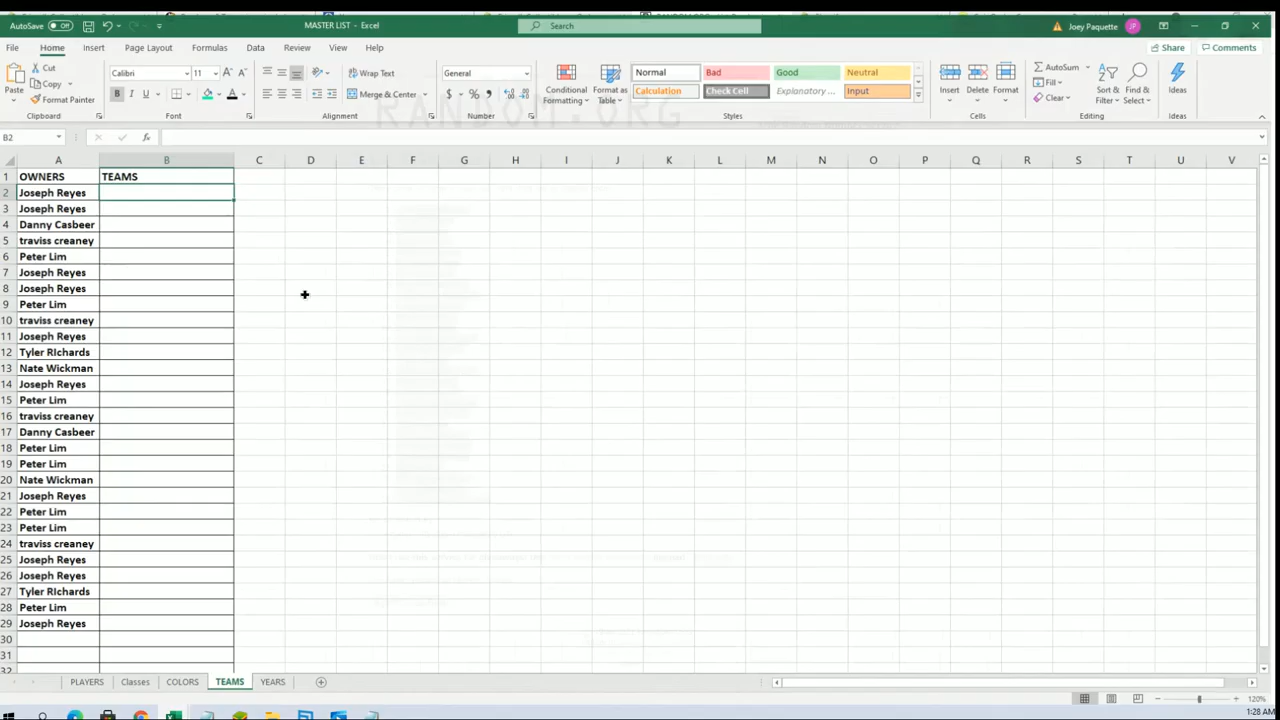 AutoSave Off MASTER LIST - Excel Search Joey Paquette JP
File Home Insert Page Layout Formulas Data Review View Help Share Comments
Paste Cut Copy Format Painter Clipboard
Calibri 11 B I U A Font
Wrap Text Merge & Center Alignment
General $ % Number
Conditional Formatting Format as Table
Normal Bad Good Neutral
Calculation Check Cell Explanatory ... Input
Styles
Insert Delete Format Cells
AutoSum Fill Clear Sort & Filter Find & Select Editing
Ideas Ideas
RANDOM.ORG
B2 fx
A B C D E F G H I J K L M N O P Q R S T U V
1 OWNERS TEAMS
2 Joseph Reyes
3 Joseph Reyes
4 Danny Casbeer
5 traviss creaney
6 Peter Lim
7 Joseph Reyes
8 Joseph Reyes
9 Peter Lim
10 traviss creaney
11 Joseph Reyes
12 Tyler RIchards
13 Nate Wickman
14 Joseph Reyes
15 Peter Lim
16 traviss creaney
17 Danny Casbeer
18 Peter Lim
19 Peter Lim
20 Nate Wickman
21 Joseph Reyes
22 Peter Lim
23 Peter Lim
24 traviss creaney
25 Joseph Reyes
26 Joseph Reyes
27 Tyler RIchards
28 Peter Lim
29 Joseph Reyes
30
31
32
PLAYERS Classes COLORS TEAMS YEARS
120%
1:28 AM